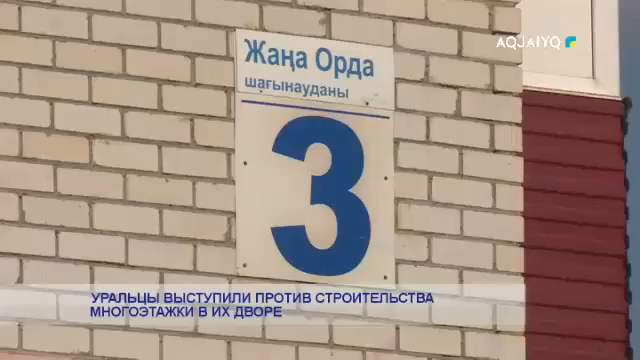 AQJAIYQ
Жаңа Орда
шағынауданы
3
УРАЛЬЦЫ ВЫСТУПИЛИ ПРОТИВ СТРОИТЕЛЬСТВА
МНОГОЭТАЖКИ В ИХ ДВОРЕ